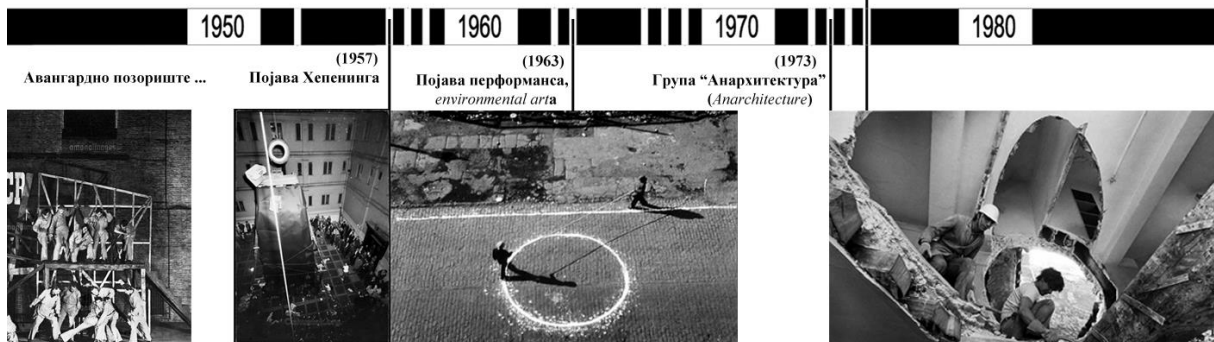 1950
1960
1970
1980
Авангардно позориште ...
(1957)
Појава Хепенинга
(1963)
Појава перформанса,
environmental artа
(1973)
Група “Анархитектура”
(Anarchitecture)